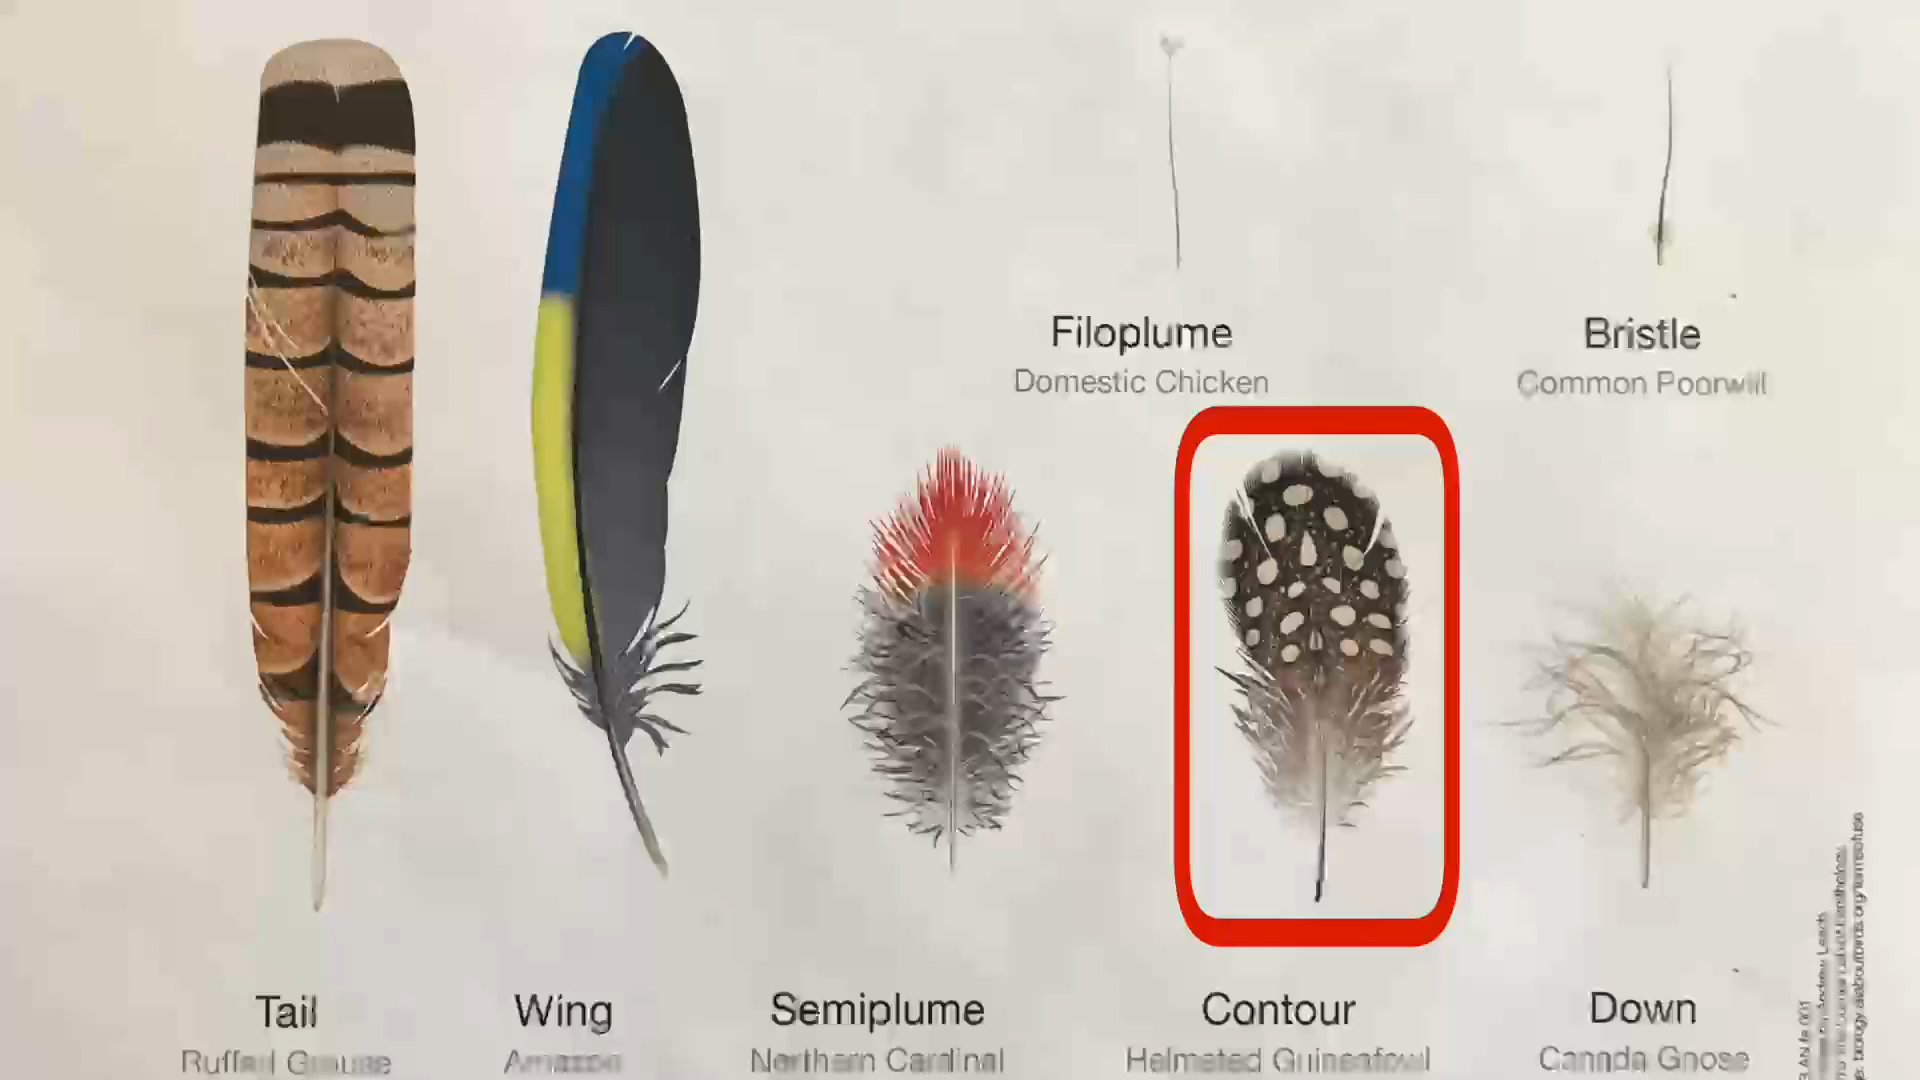 Filoplume
Domestic Chicken
Bristle
Common Poorwill
Tail
Ruffed Grouse
Wing
Amazon
Semiplume
Northern Cardinal
Contour
Helmeted Guineafowl
Down
Canada Goose